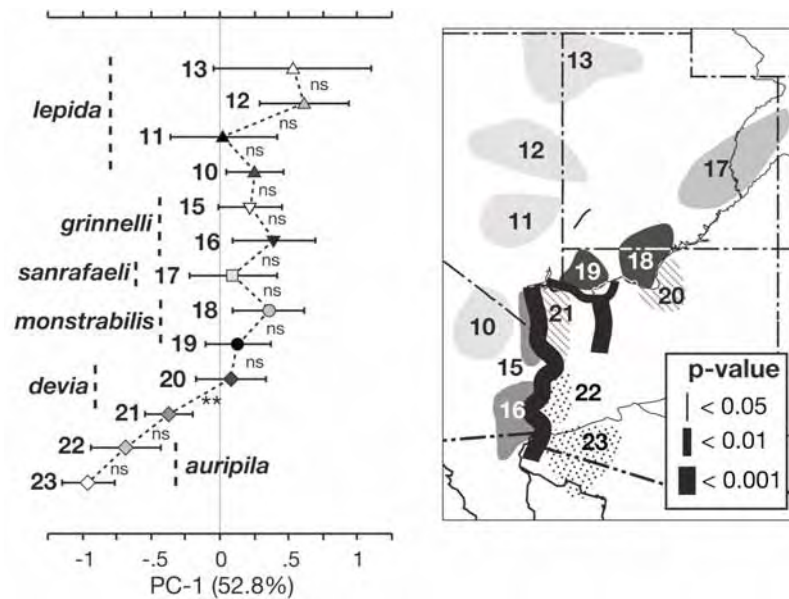 13
ns
12
lepida
ns
11
ns
10
ns
15
grinnelli
ns
16
ns
sanrafaeli
17
ns
18
monstrabilis
ns
19
ns
20
devia
**
21
ns
22
auripila
ns
23
-1
-.5
0
.5
1
PC-1 (52.8%)
13
12
17
11
18
19
20
10
21
15
22
16
23
p-value
< 0.05
< 0.01
< 0.001